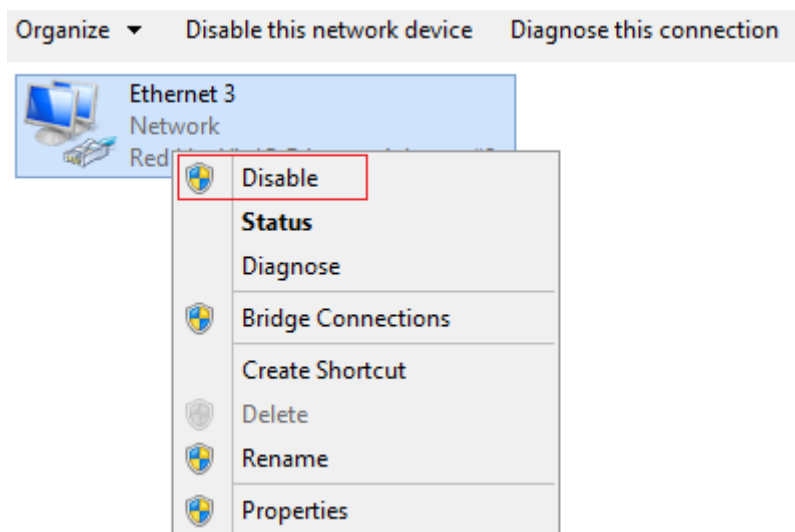 Organize Disable this network device Diagnose this connection
Ethernet 3
Network
Red
Disable
Status
Diagnose
Bridge Connections
Create Shortcut
Delete
Rename
Properties